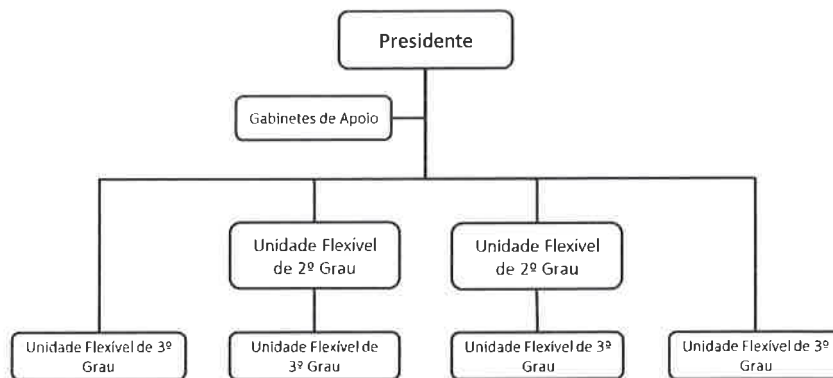 Presidente
Gabinetes de Apoio
Unidade Flexível
de 2º Grau
Unidade Flexível
de 2º Grau
Unidade Flexível de 3º
Grau
Unidade Flexível de
3º Grau
Unidade Flexível de 3º
Grau
Unidade Flexível de 3º
Grau